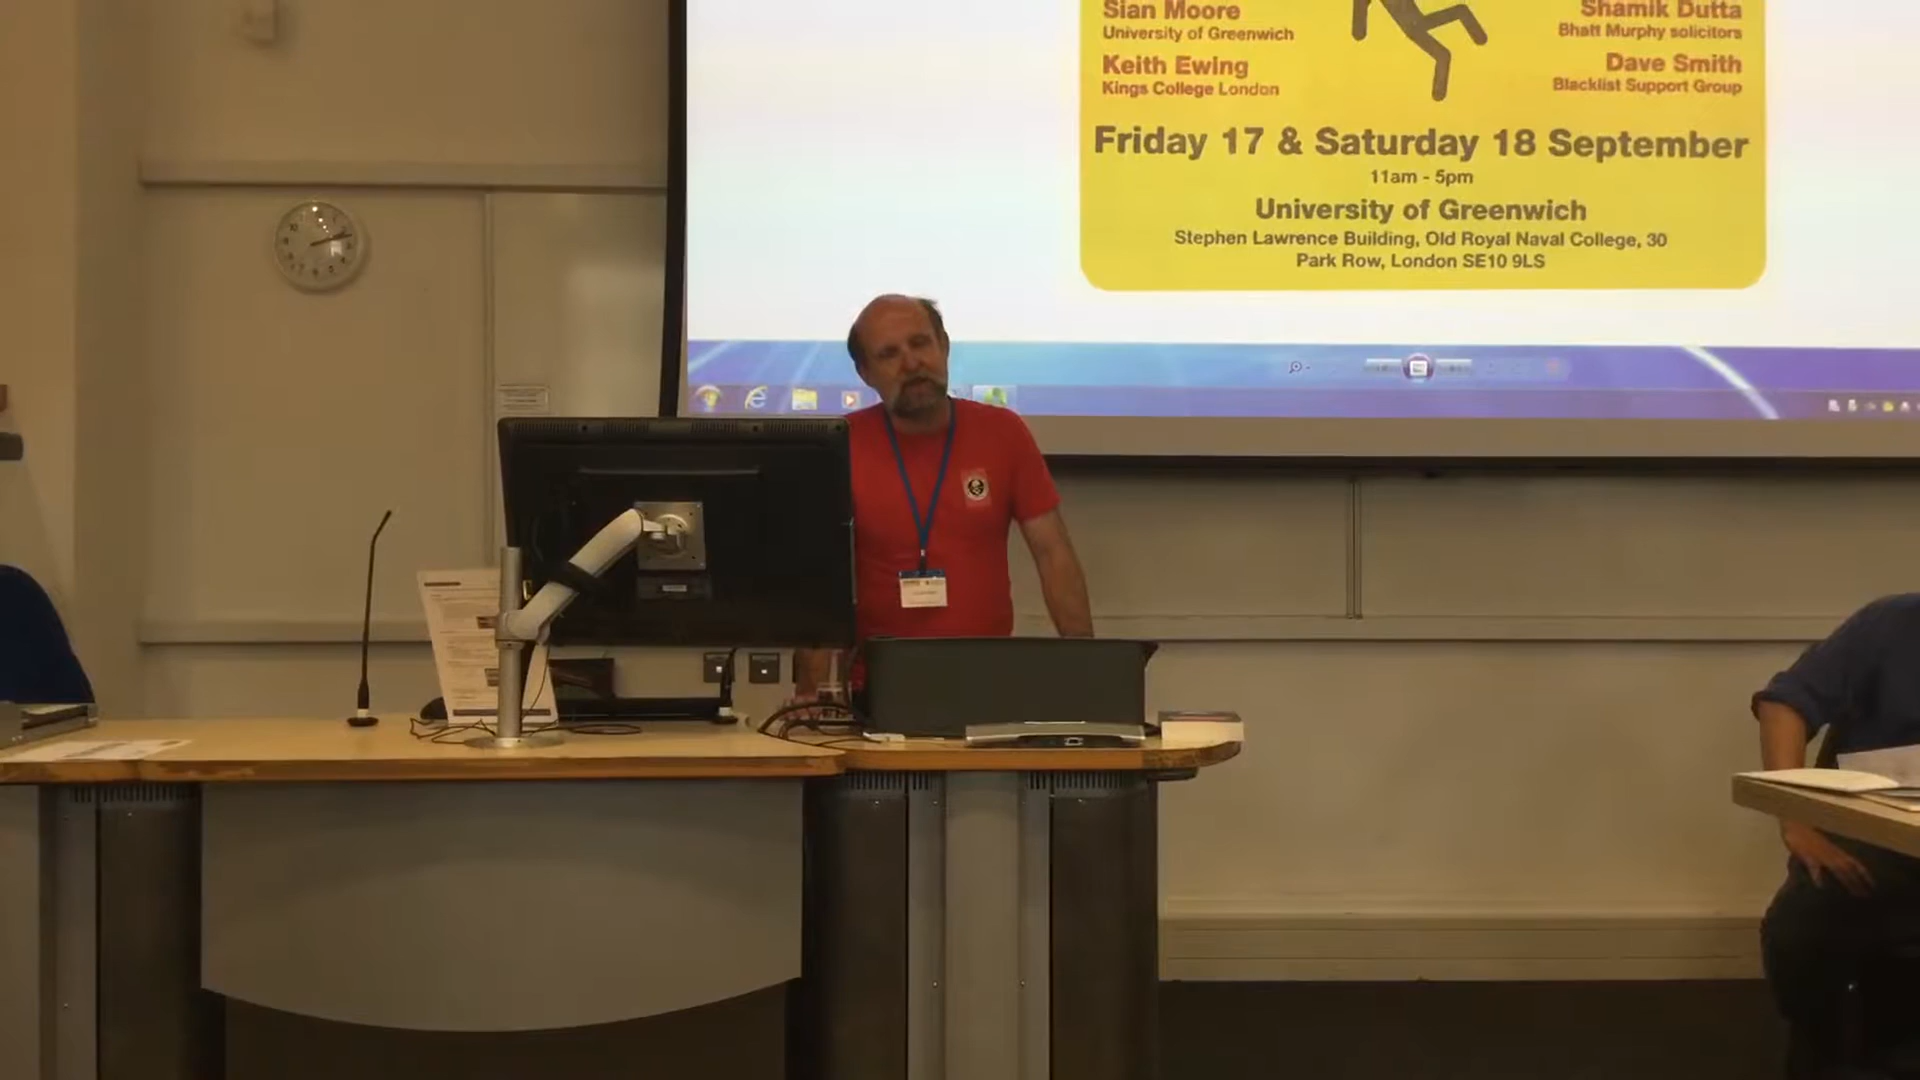 Sian Moore
University of Greenwich
Keith Ewing
Kings College London
Shamik Dutta
Bhatt Murphy solicitors
Dave Smith
Blacklist Support Group
Friday 17 & Saturday 18 September
11am - 5pm
University of Greenwich
Stephen Lawrence Building, Old Royal Naval College, 30
Park Row, London SE10 9LS